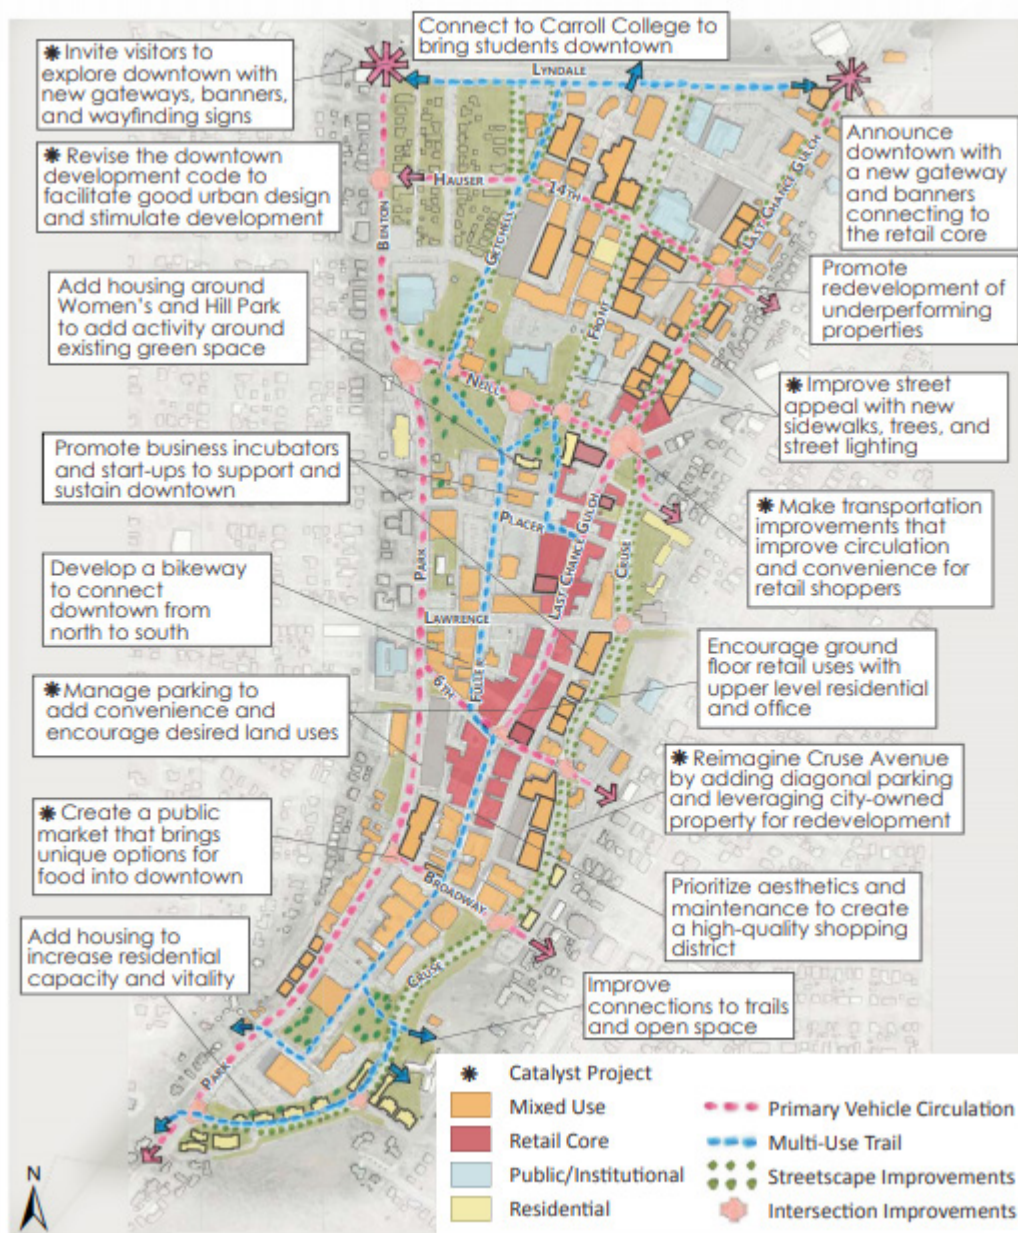 Connect to Carroll College to
bring students downtown
✱ Invite visitors to
explore downtown with
new gateways, banners,
and wayfinding signs
LYNDALE
✱ Revise the downtown
development code to
facilitate good urban design
and stimulate development
Announce
downtown with
a new gateway
and banners
connecting to
the retail core
HAUSER
14TH
BENTON
GETCHELL
LAST CHANCE GULCH
FRONT
Add housing around
Women's and Hill Park
to add activity around
existing green space
Promote
redevelopment of
underperforming
properties
NEILL
✱ Improve street
appeal with new
sidewalks, trees, and
street lighting
Promote business incubators
and start-ups to support and
sustain downtown
PLACER
✱ Make transportation
improvements that
improve circulation
and convenience for
retail shoppers
PARK
LAST CHANCE GULCH
CRUSE
Develop a bikeway
to connect
downtown from
north to south
LAWRENGE
Encourage ground
floor retail uses with
upper level residential
and office
6TH
FULLER
✱ Manage parking to
add convenience and
encourage desired land uses
✱ Reimagine Cruse Avenue
by adding diagonal parking
and leveraging city-owned
property for redevelopment
✱ Create a public
market that brings
unique options for
food into downtown
BROADWAY
Prioritize aesthetics and
maintenance to create
a high-quality shopping
district
Add housing to
increase residential
capacity and vitality
CRUSE
Improve
connections to trails
and open space
PARK
N
✱ Catalyst Project
Mixed Use
Retail Core
Public/Institutional
Residential
Primary Vehicle Circulation
Multi-Use Trail
Streetscape Improvements
Intersection Improvements